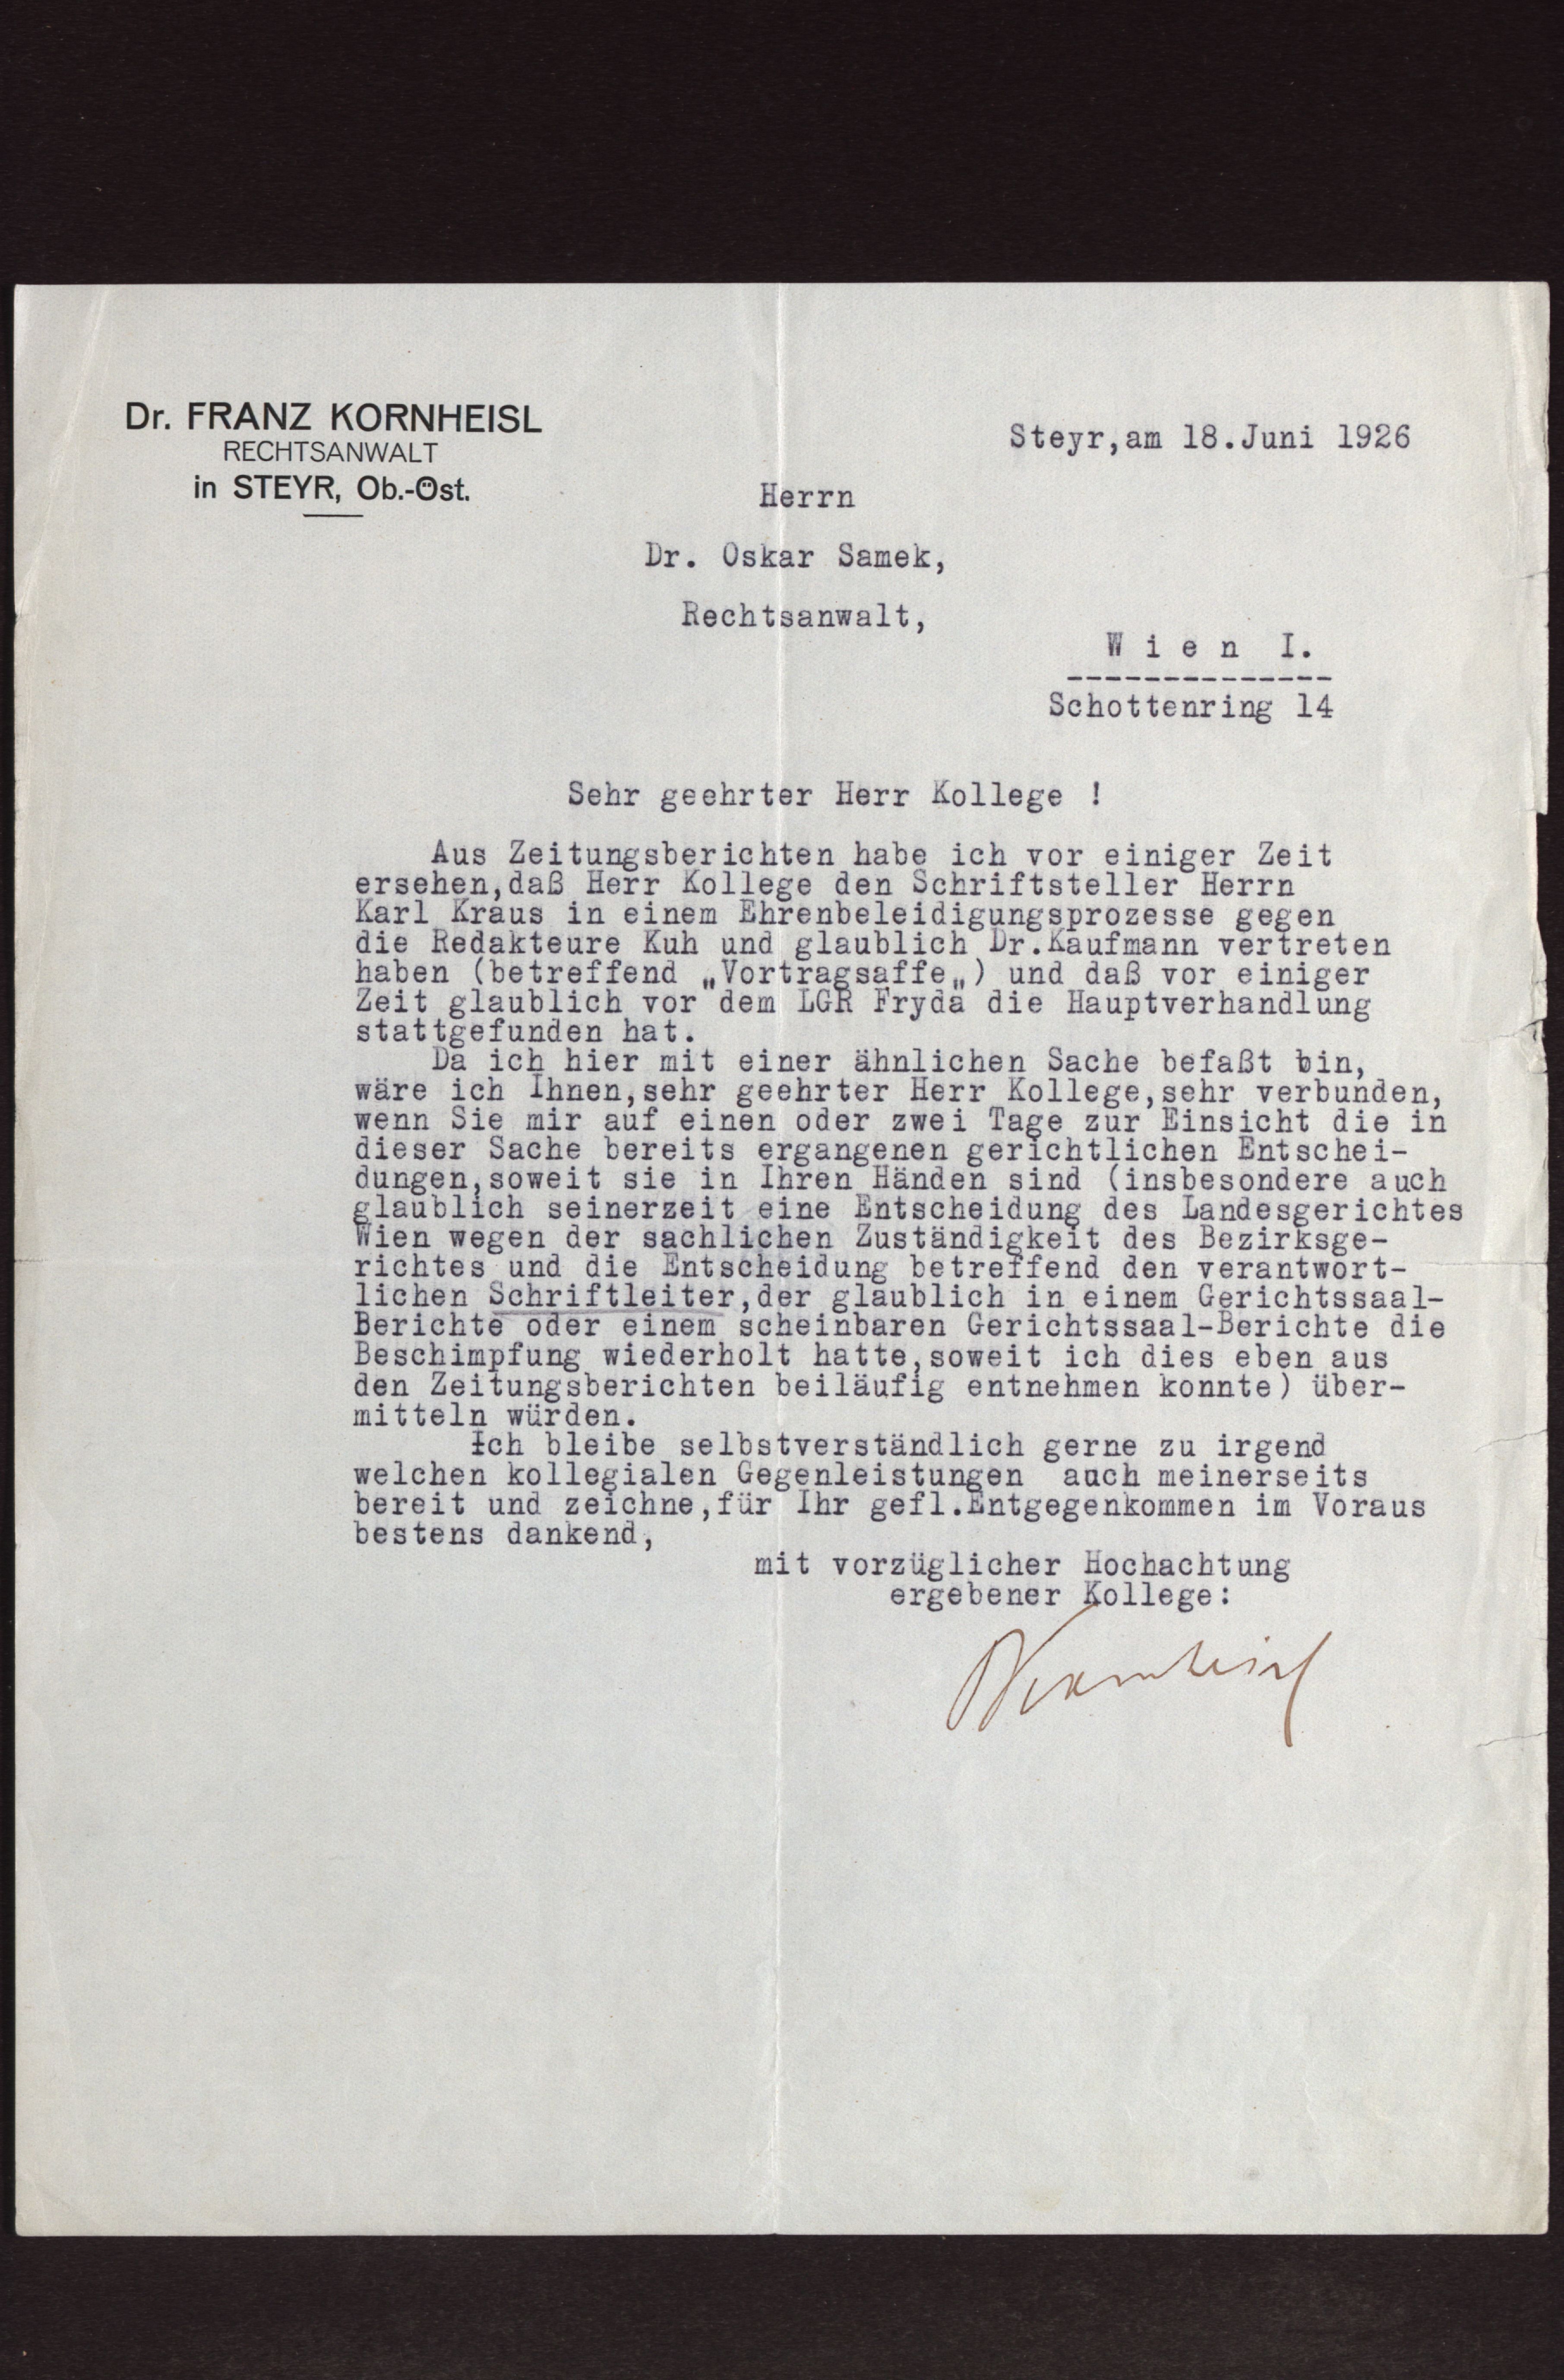 Dr. FRANZ KORNHEISL
RECHTSANWALT
in STEYR, Ob.-Öst.
Steyr,am 18.Juni 1926
Herrn
Dr. Oskar Samek,
Rechtsanwalt,
W i e n I.
Schottenring 14
Sehr geehrter Herr Kollege !
Aus Zeitungsberichten habe ich vor einiger Zeit
ersehen,daß Herr Kollege den Schriftsteller Herrn
Karl Kraus in einem Ehrenbeleidigungsprozesse gegen
die Redakteure Kuh und glaublich Dr.Kaufmann vertreten
haben (betreffend „Vortragsaffe„) und daß vor einiger
Zeit glaublich vor dem LGR Fryda die Hauptverhandlung
stattgefunden hat.
Da ich hier mit einer ähnlichen Sache befaßt bin,
wäre ich Ihnen,sehr geehrter Herr Kollege,sehr verbunden,
wenn Sie mir auf einen oder zwei Tage zur Einsicht die in
dieser Sache bereits ergangenen gerichtlichen Entschei-
dungen,soweit sie in Ihren Händen sind (insbesondere auch
glaublich seinerzeit eine Entscheidung des Landesgerichtes
Wien wegen der sachlichen Zuständigkeit des Bezirksge-
richtes und die Entscheidung betreffend den verantwort-
lichen Schriftleiter,der glaublich in einem Gerichtssaal-
Berichte oder einem scheinbaren Gerichtssaal-Berichte die
Beschimpfung wiederholt hatte,soweit ich dies eben aus
den Zeitungsberichten beiläufig entnehmen konnte) über-
mitteln würden.
Ich bleibe selbstverständlich gerne zu irgend
welchen kollegialen Gegenleistungen auch meinerseits
bereit und zeichne,für Ihr gefl.Entgegenkommen im Voraus
bestens dankend,
mit vorzüglicher Hochachtung
ergebener Kollege:
Kornheisl